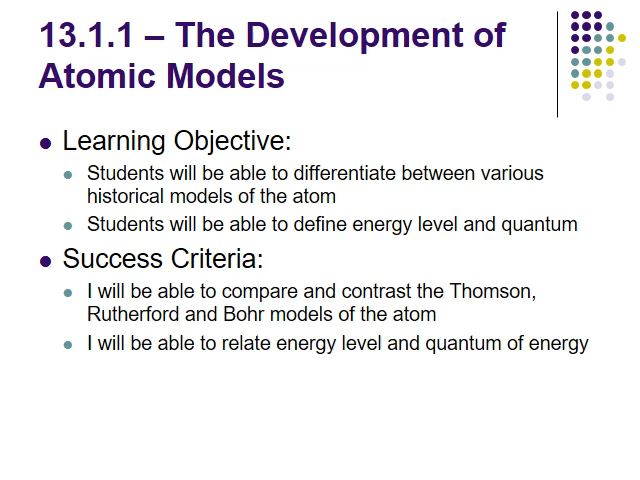 13.1.1 – The Development of
Atomic Models
Learning Objective:
Students will be able to differentiate between various
historical models of the atom
Students will be able to define energy level and quantum
Success Criteria:
I will be able to compare and contrast the Thomson,
Rutherford and Bohr models of the atom
I will be able to relate energy level and quantum of energy